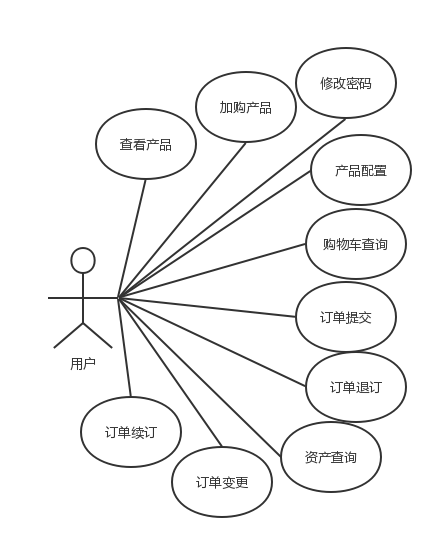 修改密码
加购产品
查看产品
产品配置
购物车查询
订单提交
用户
订单退订
订单续订
资产查询
订单变更